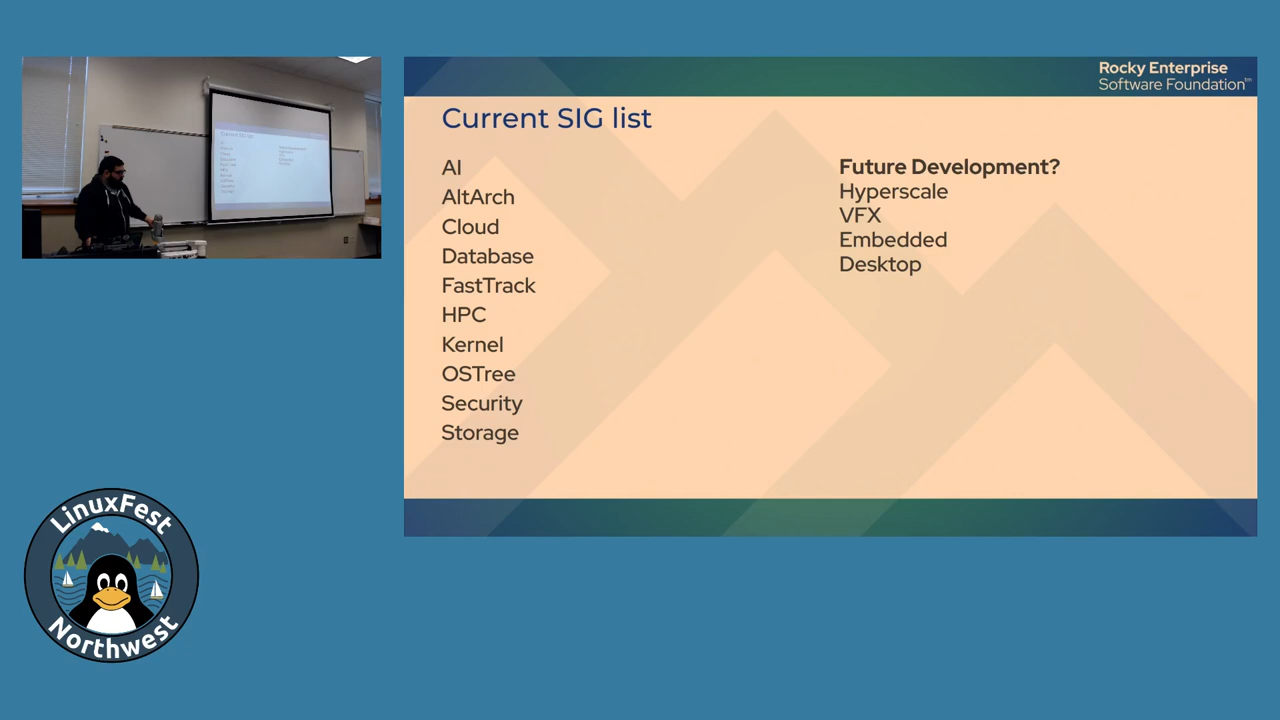 Rocky Enterprise
Software Foundation™
Current SIG list
AI
AltArch
Cloud
Database
FastTrack
HPC
Kernel
OSTree
Security
Storage
Future Development?
Hyperscale
VFX
Embedded
Desktop
LinuxFest
Northwest